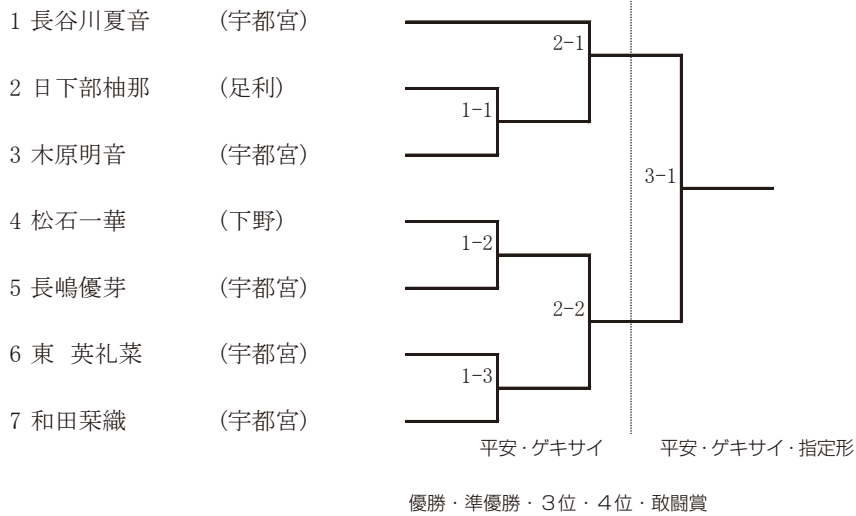 1 長谷川夏音 (宇都宮)
2-1
2 日下部柚那 (足利)
1-1
3 木原明音 (宇都宮)
3-1
4 松石一華 (下野)
1-2
5 長嶋優芽 (宇都宮)
2-2
6 東 英礼菜 (宇都宮)
1-3
7 和田栞織 (宇都宮)
平安・ゲキサイ 平安・ゲキサイ・指定形
優勝・準優勝・3位・4位・敢闘賞